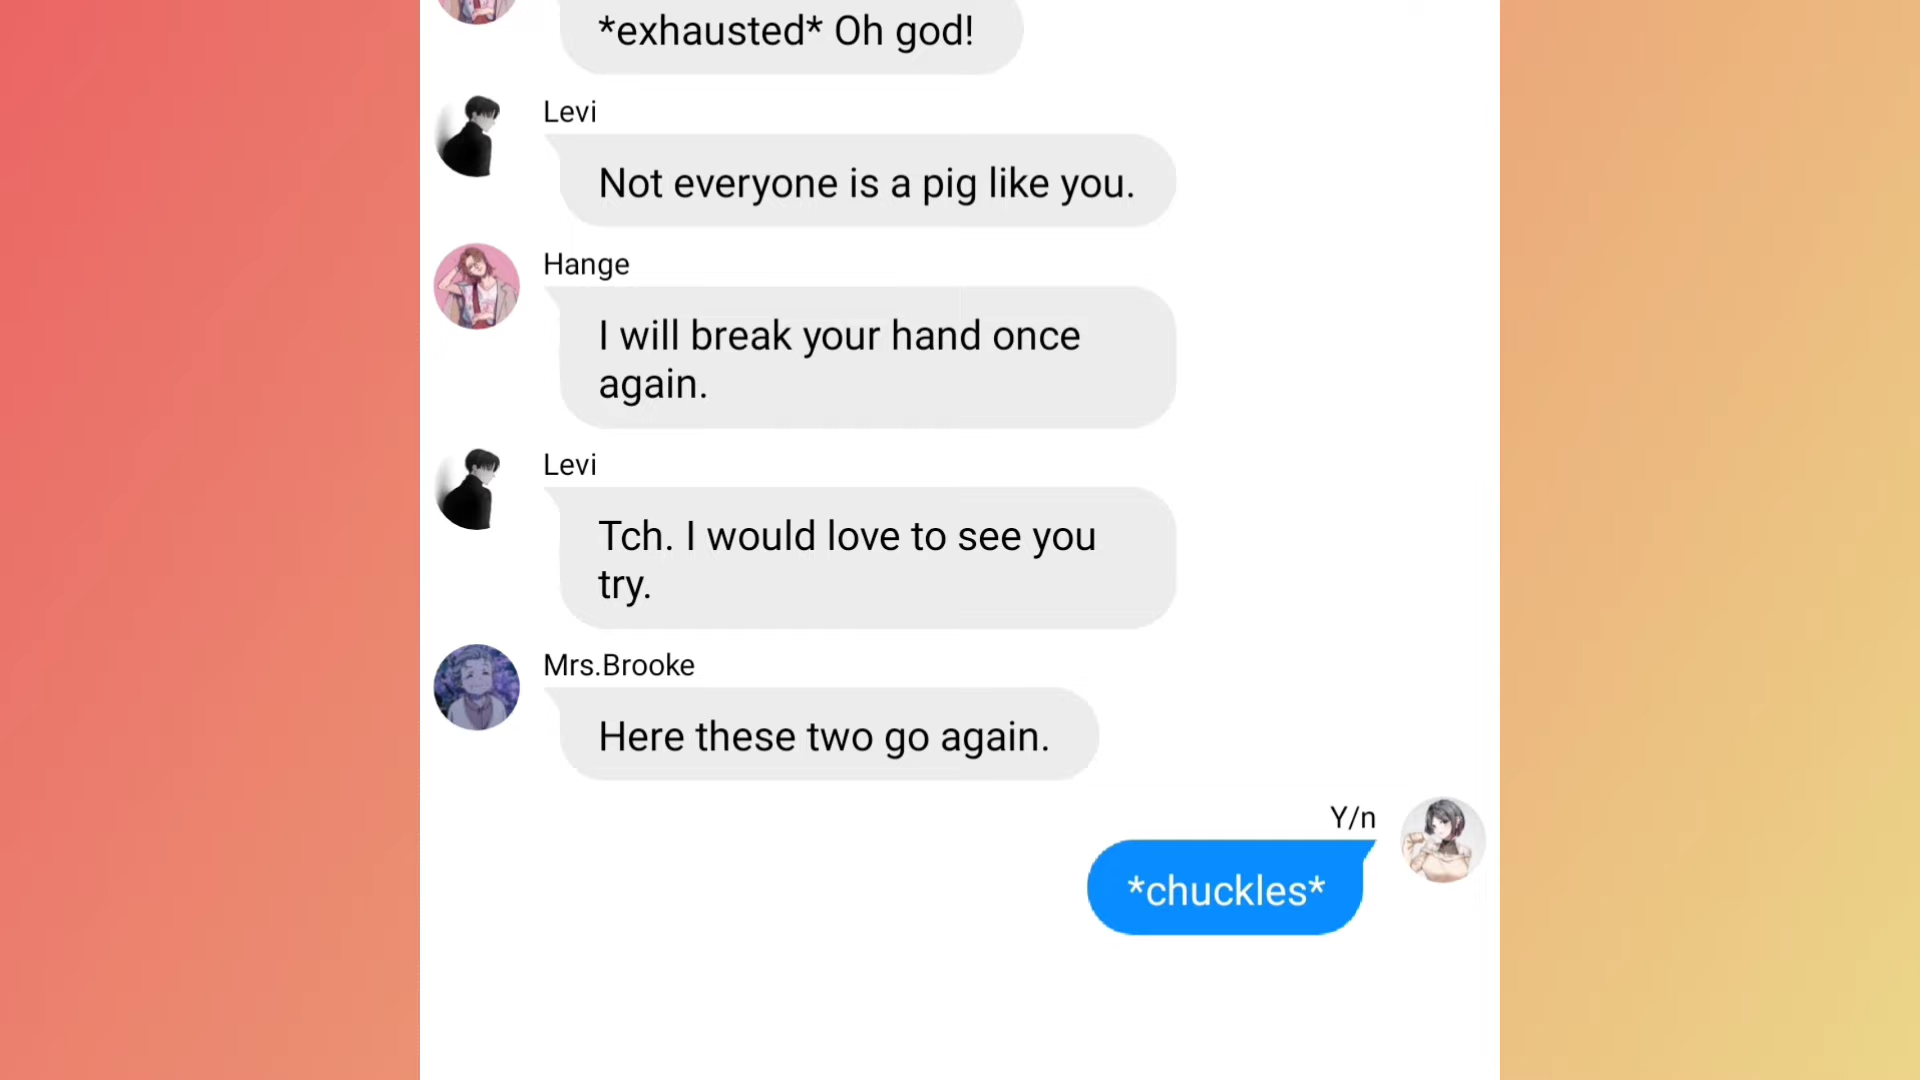 *exhausted* Oh god!
Levi
Not everyone is a pig like you.
Hange
I will break your hand once
again.
Levi
Tch. I would love to see you
try.
Mrs.Brooke
Here these two go again.
Y/n
*chuckles*